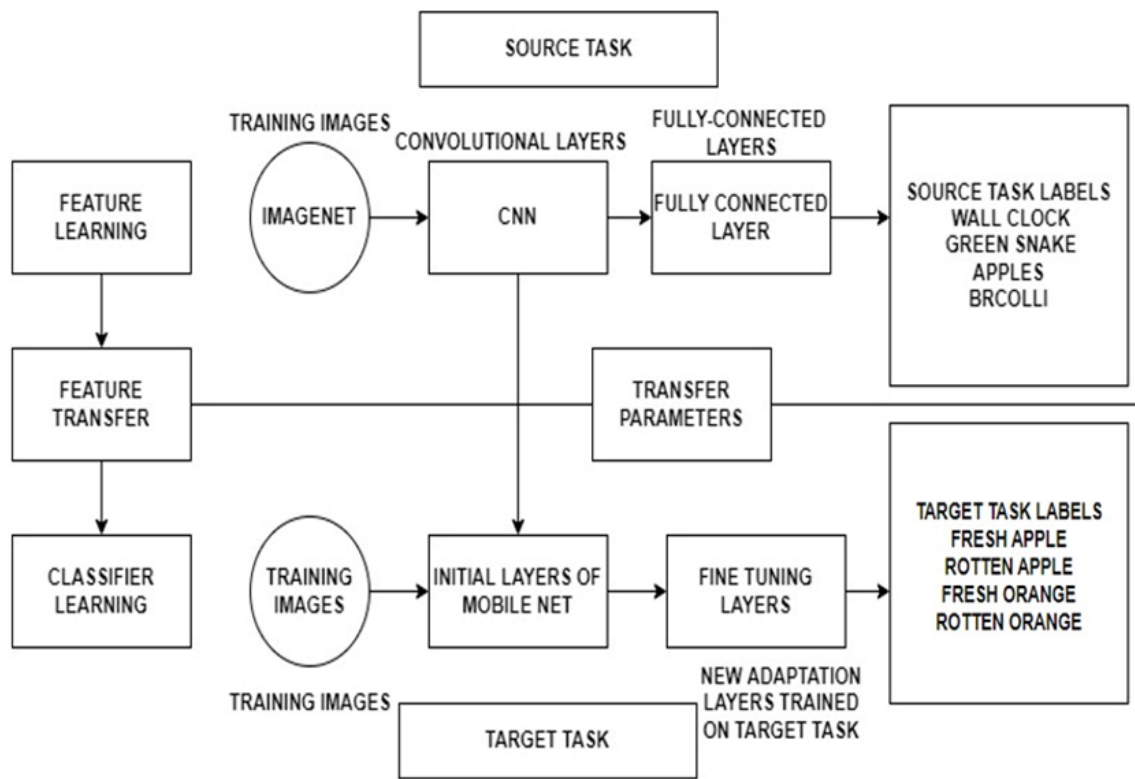 SOURCE TASK
TRAINING IMAGES
CONVOLUTIONAL LAYERS
FULLY-CONNECTED
LAYERS
FEATURE
LEARNING
IMAGENET
CNN
FULLY CONNECTED
LAYER
SOURCE TASK LABELS
WALL CLOCK
GREEN SNAKE
APPLES
BRCOLLI
FEATURE
TRANSFER
TRANSFER
PARAMETERS
CLASSIFIER
LEARNING
TRAINING
IMAGES
INITIAL LAYERS OF
MOBILE NET
FINE TUNING
LAYERS
TARGET TASK LABELS
FRESH APPLE
ROTTEN APPLE
FRESH ORANGE
ROTTEN ORANGE
TRAINING IMAGES
TARGET TASK
NEW ADAPTATION
LAYERS TRAINED
ON TARGET TASK